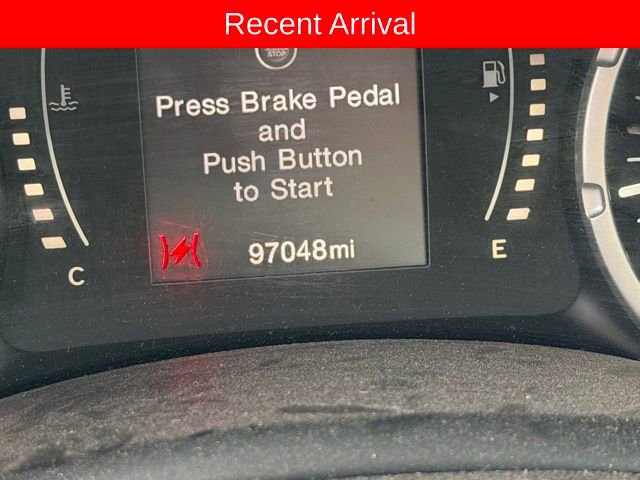 Recent Arrival
STOP
Press Brake Pedal
and
Push Button
to Start
97048mi
C
E